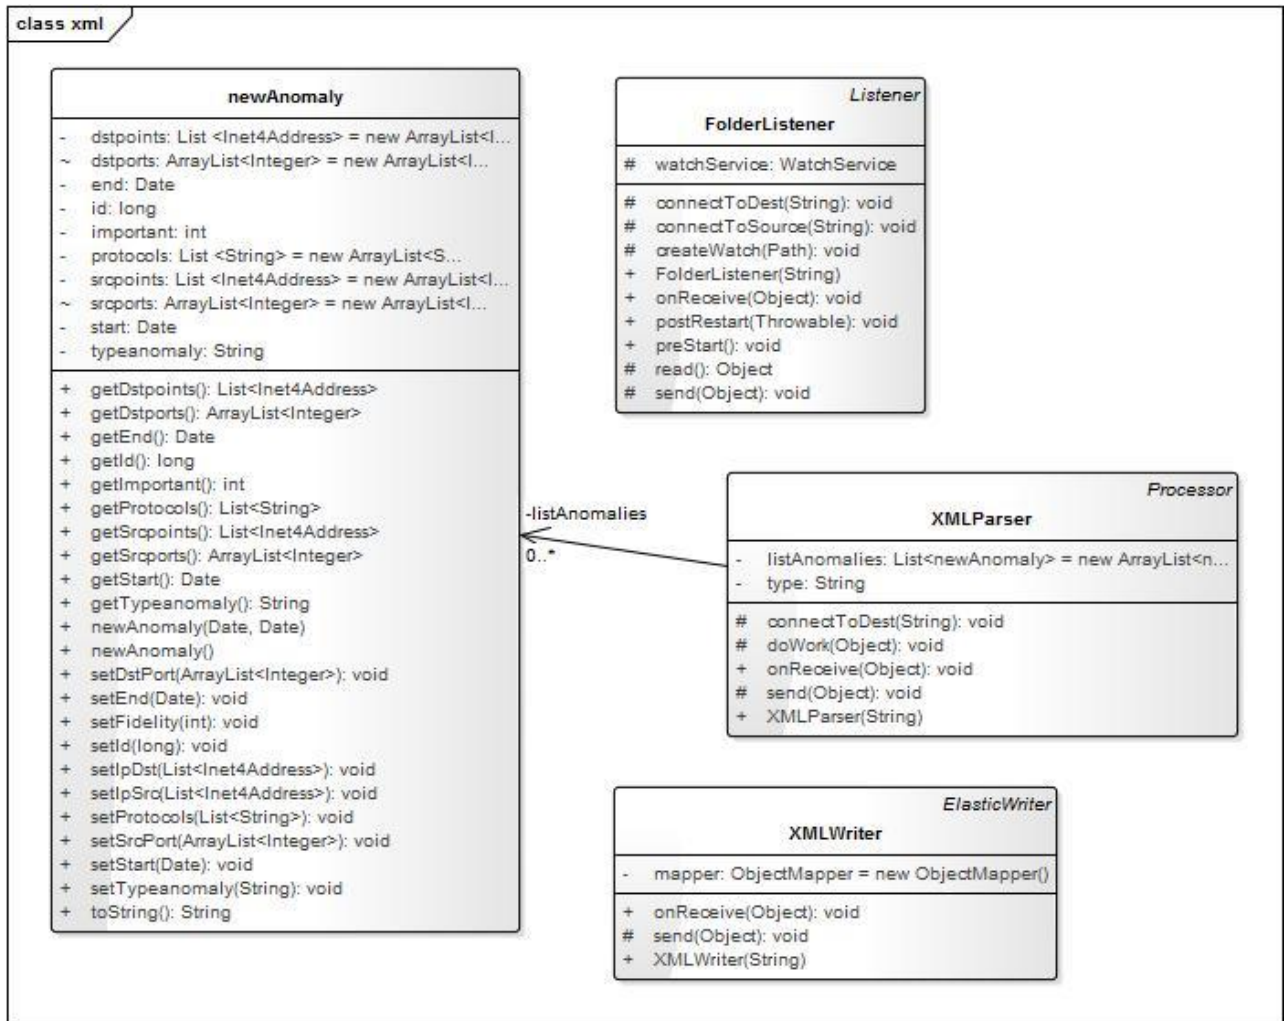 class xml
newAnomaly
- dstpoints: List <Inet4Address> = new ArrayList<I...
~ dstports: ArrayList<Integer> = new ArrayList<I...
- end: Date
- id: long
- important: int
- protocols: List <String> = new ArrayList<S...
- srcpoints: List <Inet4Address> = new ArrayList<I...
~ srcports: ArrayList<Integer> = new ArrayList<I...
- start: Date
- typeanomaly: String
+ getDstpoints(): List<Inet4Address>
+ getDstports(): ArrayList<Integer>
+ getEnd(): Date
+ getId(): long
+ getImportant(): int
+ getProtocols(): List<String>
+ getSrcpoints(): List<Inet4Address>
+ getSrcports(): ArrayList<Integer>
+ getStart(): Date
+ getTypeanomaly(): String
+ newAnomaly(Date, Date)
+ newAnomaly()
+ setDstPort(ArrayList<Integer>): void
+ setEnd(Date): void
+ setFidelity(int): void
+ setId(long): void
+ setIpDst(List<Inet4Address>): void
+ setIpSrc(List<Inet4Address>): void
+ setProtocols(List<String>): void
+ setSrcPort(ArrayList<Integer>): void
+ setStart(Date): void
+ setTypeanomaly(String): void
+ toString(): String
Listener
FolderListener
# watchService: WatchService
# connectToDest(String): void
# connectToSource(String): void
# createWatch(Path): void
+ FolderListener(String)
+ onReceive(Object): void
+ postRestart(Throwable): void
+ preStart(): void
# read(): Object
# send(Object): void
-listAnomalies
0..*
Processor
XMLParser
- listAnomalies: List<newAnomaly> = new ArrayList<n...
- type: String
# connectToDest(String): void
# doWork(Object): void
+ onReceive(Object): void
# send(Object): void
+ XMLParser(String)
ElasticWriter
XMLWriter
- mapper: ObjectMapper = new ObjectMapper()
+ onReceive(Object): void
# send(Object): void
+ XMLWriter(String)